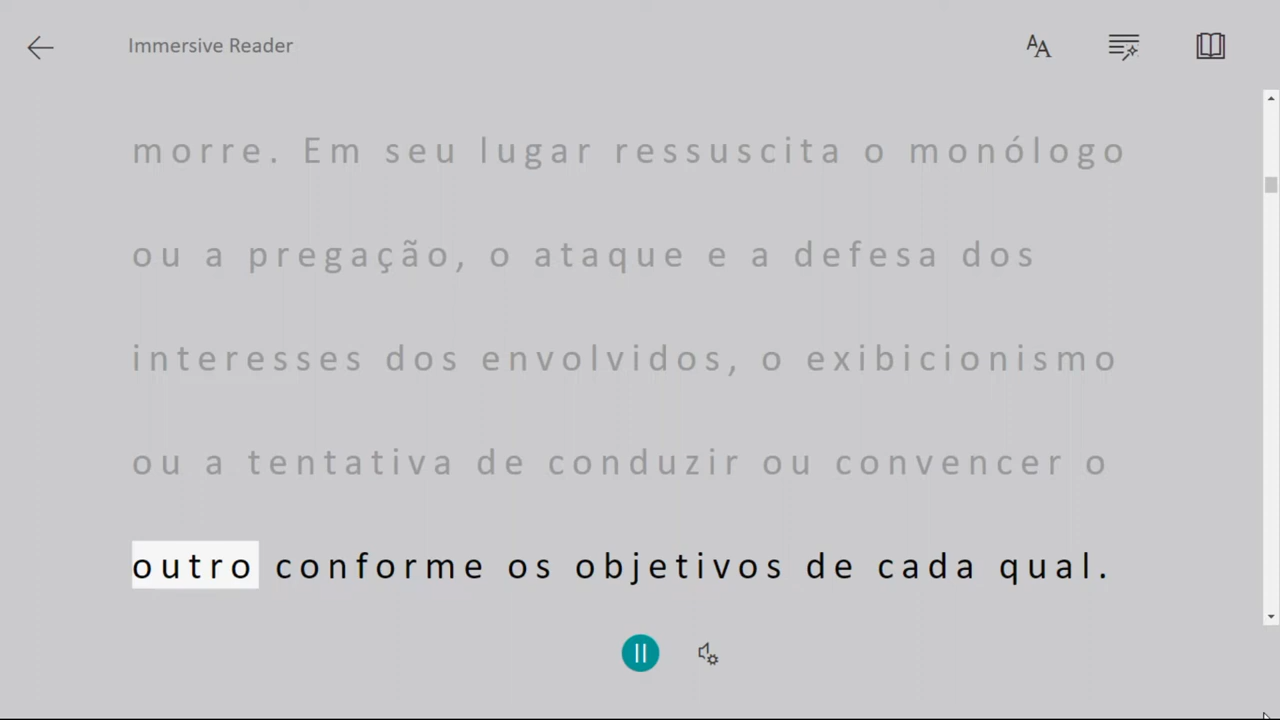 Immersive Reader
morre. Em seu lugar ressuscita o monólogo
ou a pregação, o ataque e a defesa dos
interesses dos envolvidos, o exibicionismo
ou a tentativa de conduzir ou convencer o
outro conforme os objetivos de cada qual.